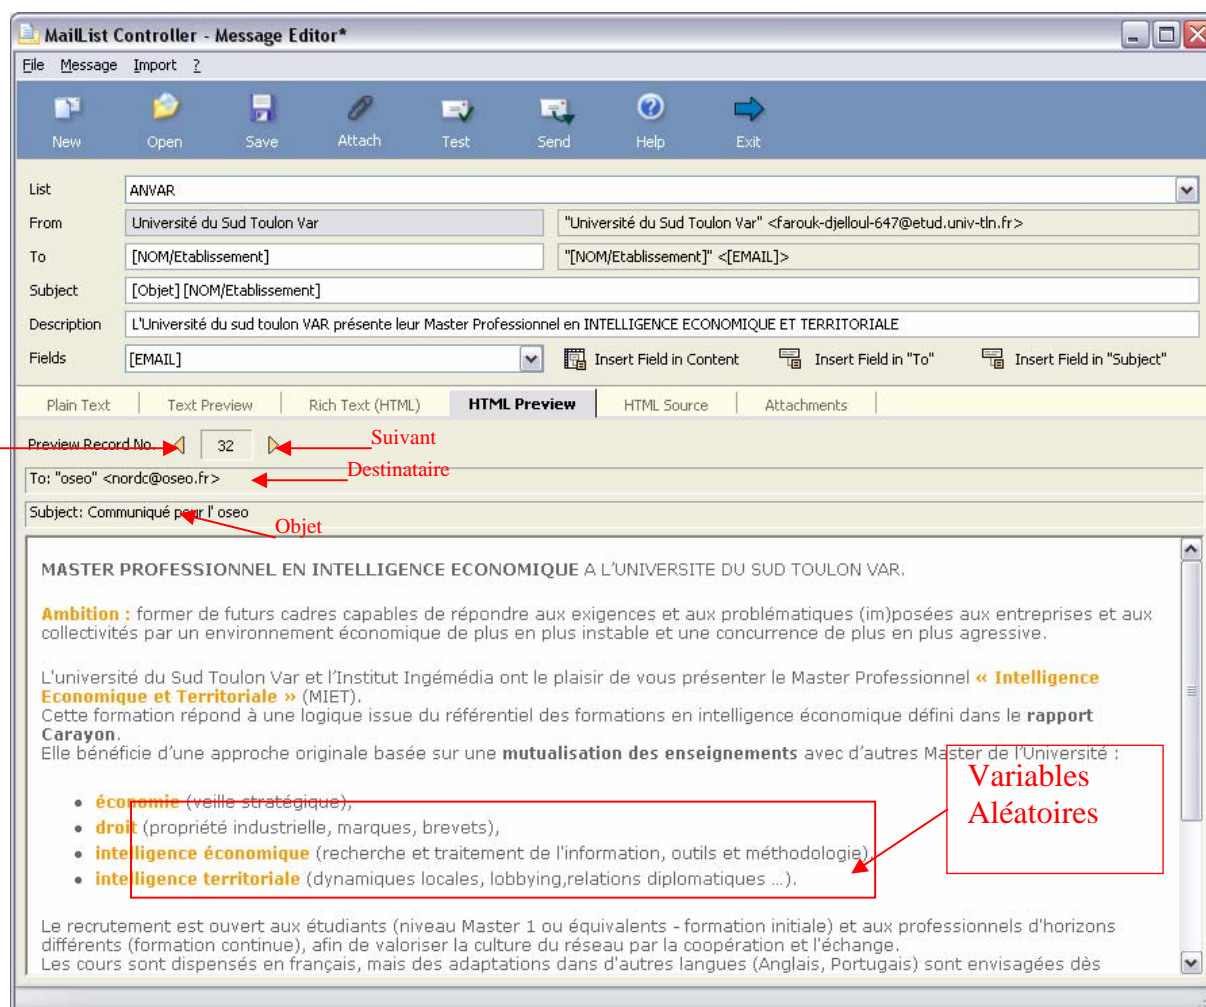 MailList Controller - Message Editor*
File Message Import ?
New Open Save Attach Test Send Help Exit
List ANVAR
From Université du Sud Toulon Var "Université du Sud Toulon Var" <farouk-djelloul-647@etud.univ-tln.fr>
To [NOM/Etablissement] "[NOM/Etablissement]" <[EMAIL]>
Subject [Objet] [NOM/Etablissement]
Description L'Université du sud toulon VAR présente leur Master Professionnel en INTELLIGENCE ECONOMIQUE ET TERRITORIALE
Fields [EMAIL] Insert Field in Content Insert Field in "To" Insert Field in "Subject"
Plain Text Text Preview Rich Text (HTML) HTML Preview HTML Source Attachments
Preview Record No. 32 Suivant
To: "oseo" <nordc@oseo.fr> Destinataire
Subject: Communiqué pour l' oseo
Objet
MASTER PROFESSIONNEL EN INTELLIGENCE ECONOMIQUE A L'UNIVERSITE DU SUD TOULON VAR.
Ambition : former de futurs cadres capables de répondre aux exigences et aux problématiques (im)posées aux entreprises et aux
collectivités par un environnement économique de plus en plus instable et une concurrence de plus en plus agressive.
L'université du Sud Toulon Var et l'Institut Ingémédia ont le plaisir de vous présenter le Master Professionnel « Intelligence
Economique et Territoriale » (MIET).
Cette formation répond à une logique issue du référentiel des formations en intelligence économique défini dans le rapport
Carayon.
Elle bénéficie d'une approche originale basée sur une mutualisation des enseignements avec d'autres Master de l'Université :
Variables
Aléatoires
• économie (veille stratégique),
• droit (propriété industrielle, marques, brevets),
• intelligence économique (recherche et traitement de l'information, outils et méthodologie),
• intelligence territoriale (dynamiques locales, lobbying,relations diplomatiques ...).
Le recrutement est ouvert aux étudiants (niveau Master 1 ou équivalents - formation initiale) et aux professionnels d'horizons
différents (formation continue), afin de valoriser la culture du réseau par la coopération et l'échange.
Les cours sont dispensés en français, mais des adaptations dans d'autres langues (Anglais, Portugais) sont envisagées dès